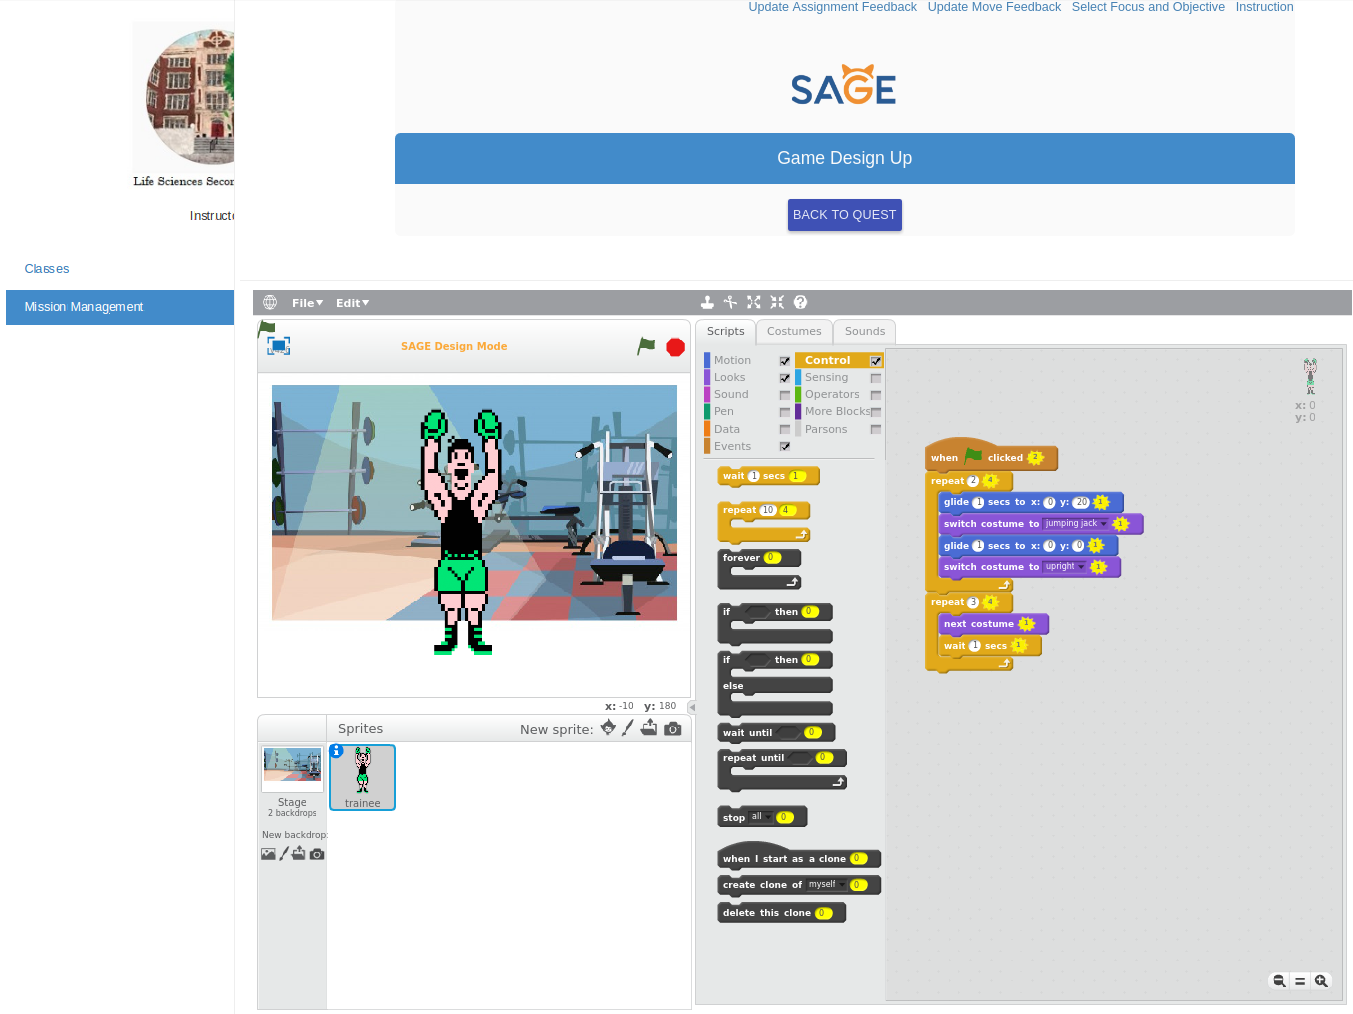 Update Assignment Feedback Update Move Feedback Select Focus and Objective Instruction
SAGE
Game Design Up
BACK TO QUEST
Life Sciences Secon
Instructo
Classes
Mission Management
File Edit
SAGE Design Mode
x: -10 y: 180
Sprites New sprite:
Stage
2 backdrops
New backdrop:
trainee
Scripts Costumes Sounds
Motion Control
Looks Sensing
Sound Operators
Pen More Blocks
Data Parsons
Events
wait 1 secs 1
repeat 10 4
forever 0
if then 0
if then 0
else
wait until 0
repeat until 0
stop all 0
when I start as a clone 0
create clone of myself 0
delete this clone 0
x: 0
y: 0
when clicked 2
repeat 2 4
glide 1 secs to x: 0 y: 20 1
switch costume to jumping jack 1
glide 1 secs to x: 0 y: 0 1
switch costume to upright 1
repeat 3 4
next costume 1
wait 1 secs 1